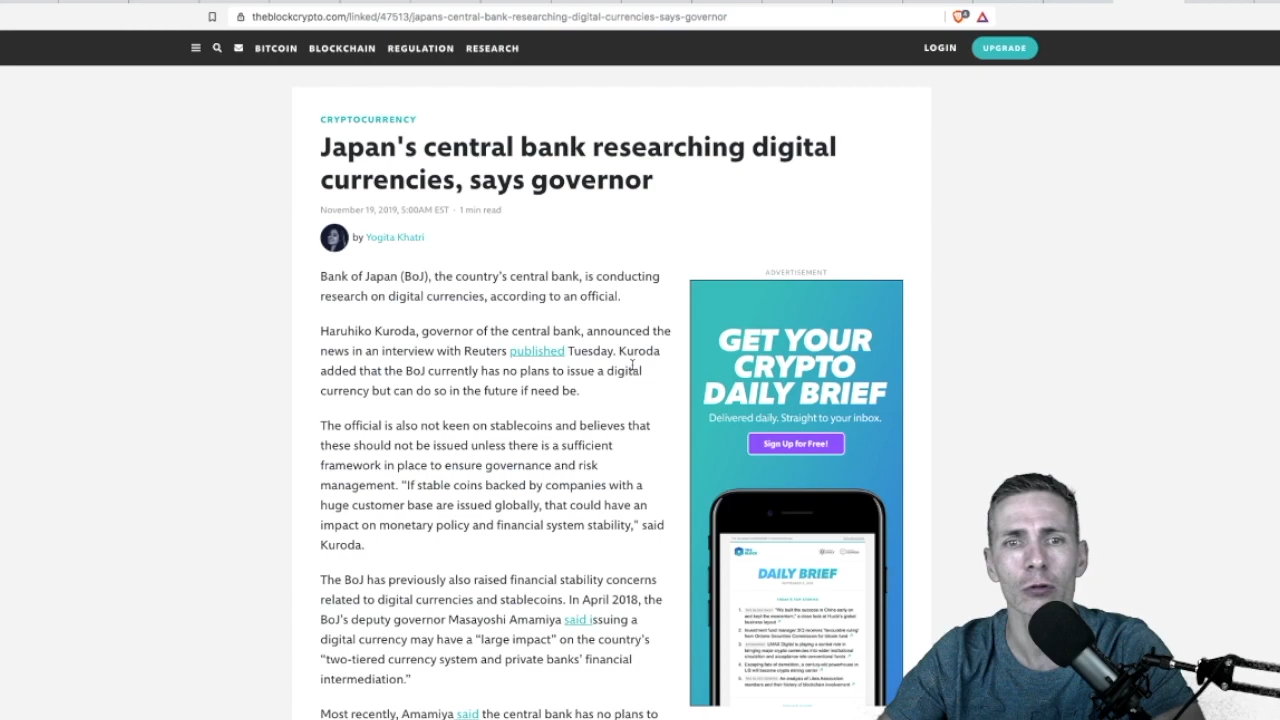 theblockcrypto.com/linked/47513/japans-central-bank-researching-digital-currencies-says-governor
BITCOIN BLOCKCHAIN REGULATION RESEARCH LOGIN UPGRADE
CRYPTOCURRENCY
Japan's central bank researching digital
currencies, says governor
November 19, 2019, 5:00AM EST · 1 min read
by Yogita Khatri
Bank of Japan (BoJ), the country's central bank, is conducting
research on digital currencies, according to an official.
Haruhiko Kuroda, governor of the central bank, announced the
news in an interview with Reuters published Tuesday. Kuroda
added that the BoJ currently has no plans to issue a digital
currency but can do so in the future if need be.
The official is also not keen on stablecoins and believes that
these should not be issued unless there is a sufficient
framework in place to ensure governance and risk
management. "If stable coins backed by companies with a
huge customer base are issued globally, that could have an
impact on monetary policy and financial system stability," said
Kuroda.
The BoJ has previously also raised financial stability concerns
related to digital currencies and stablecoins. In April 2018, the
BoJ's deputy governor Masayoshi Amamiya said issuing a
digital currency may have a "large impact" on the country's
"two-tiered currency system and private banks' financial
intermediation."
Most recently, Amamiya said the central bank has no plans to
ADVERTISEMENT
GET YOUR
CRYPTO
DAILY BRIEF
Delivered daily. Straight to your inbox.
Sign Up for Free!
DAILY BRIEF